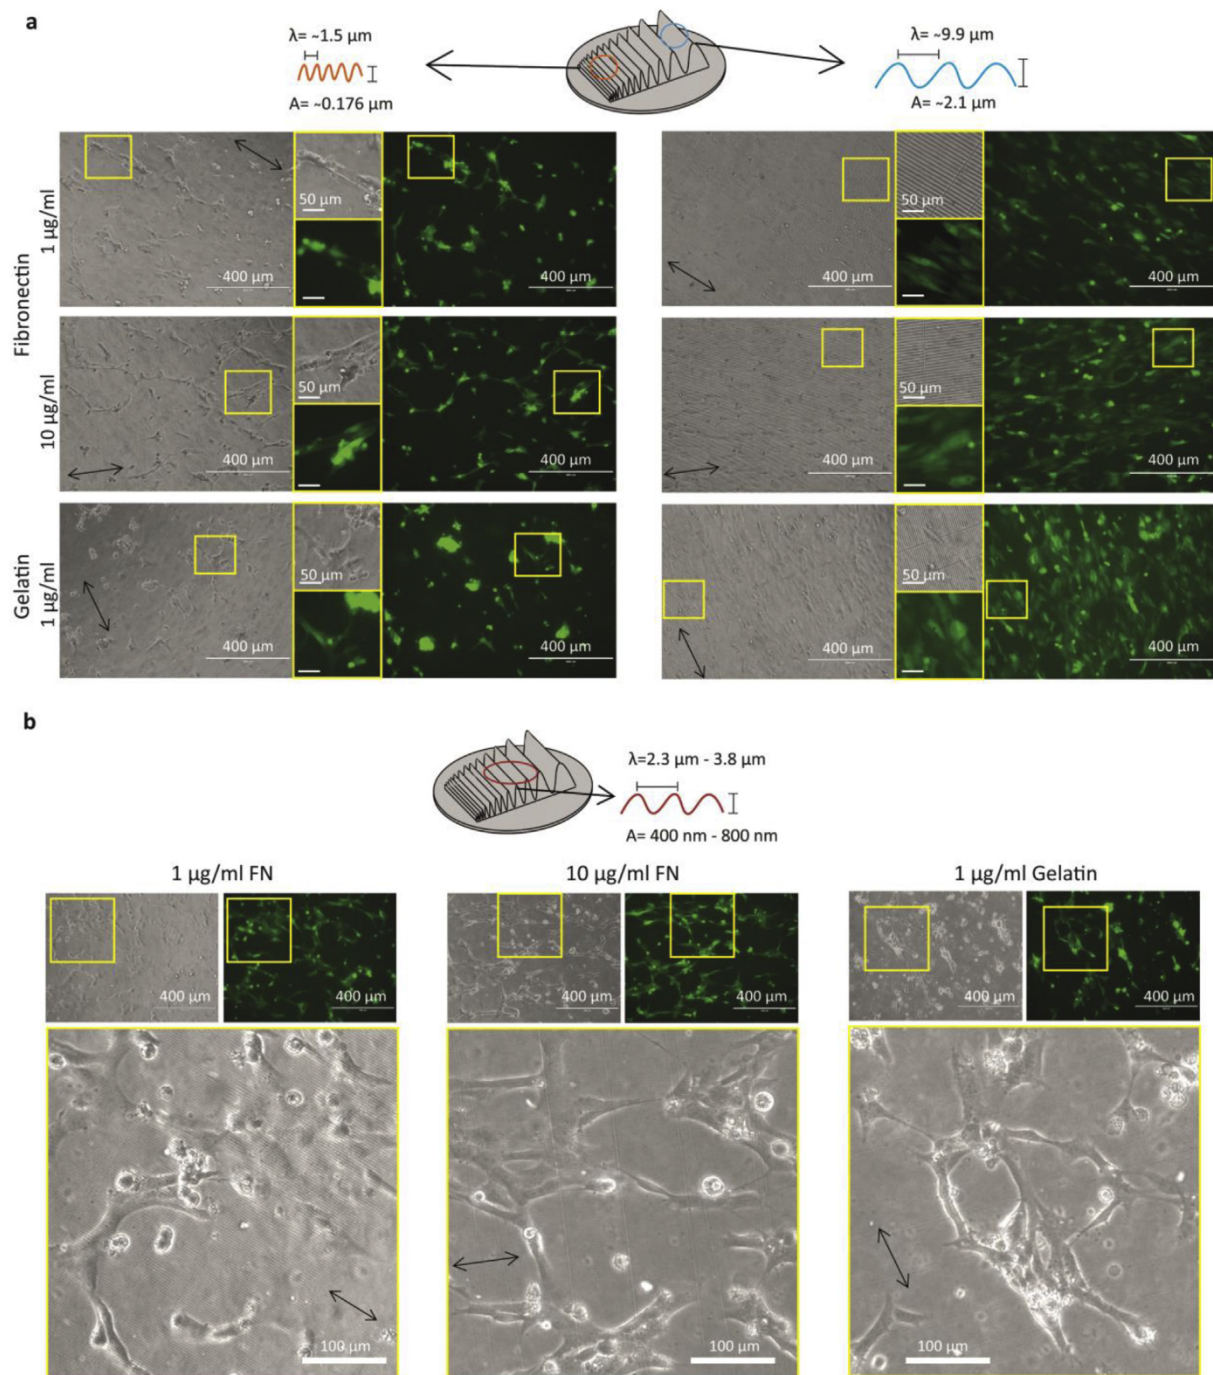 a
λ= ~1.5 µm
A= ~0.176 µm
λ= ~9.9 µm
A= ~2.1 µm
Fibronectin
1 µg/ml
400 µm
50 µm
400 µm
400 µm
50 µm
400 µm
10 µg/ml
400 µm
50 µm
400 µm
400 µm
50 µm
400 µm
Gelatin
1 µg/ml
400 µm
50 µm
400 µm
400 µm
50 µm
400 µm
b
λ=2.3 µm - 3.8 µm
A= 400 nm - 800 nm
1 µg/ml FN
10 µg/ml FN
1 µg/ml Gelatin
400 µm
400 µm
400 µm
400 µm
400 µm
400 µm
100 µm
100 µm
100 µm